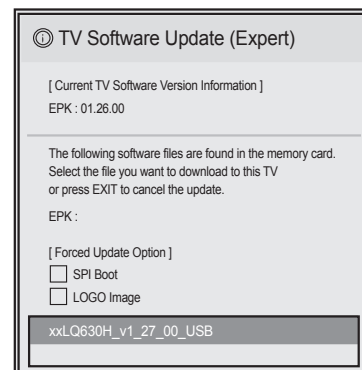 TV Software Update (Expert)
[ Current TV Software Version Information ]
EPK : 01.26.00
The following software files are found in the memory card.
Select the file you want to download to this TV
or press EXIT to cancel the update.
EPK :
[ Forced Update Option ]
SPI Boot
LOGO Image
xxLQ630H_v1_27_00_USB